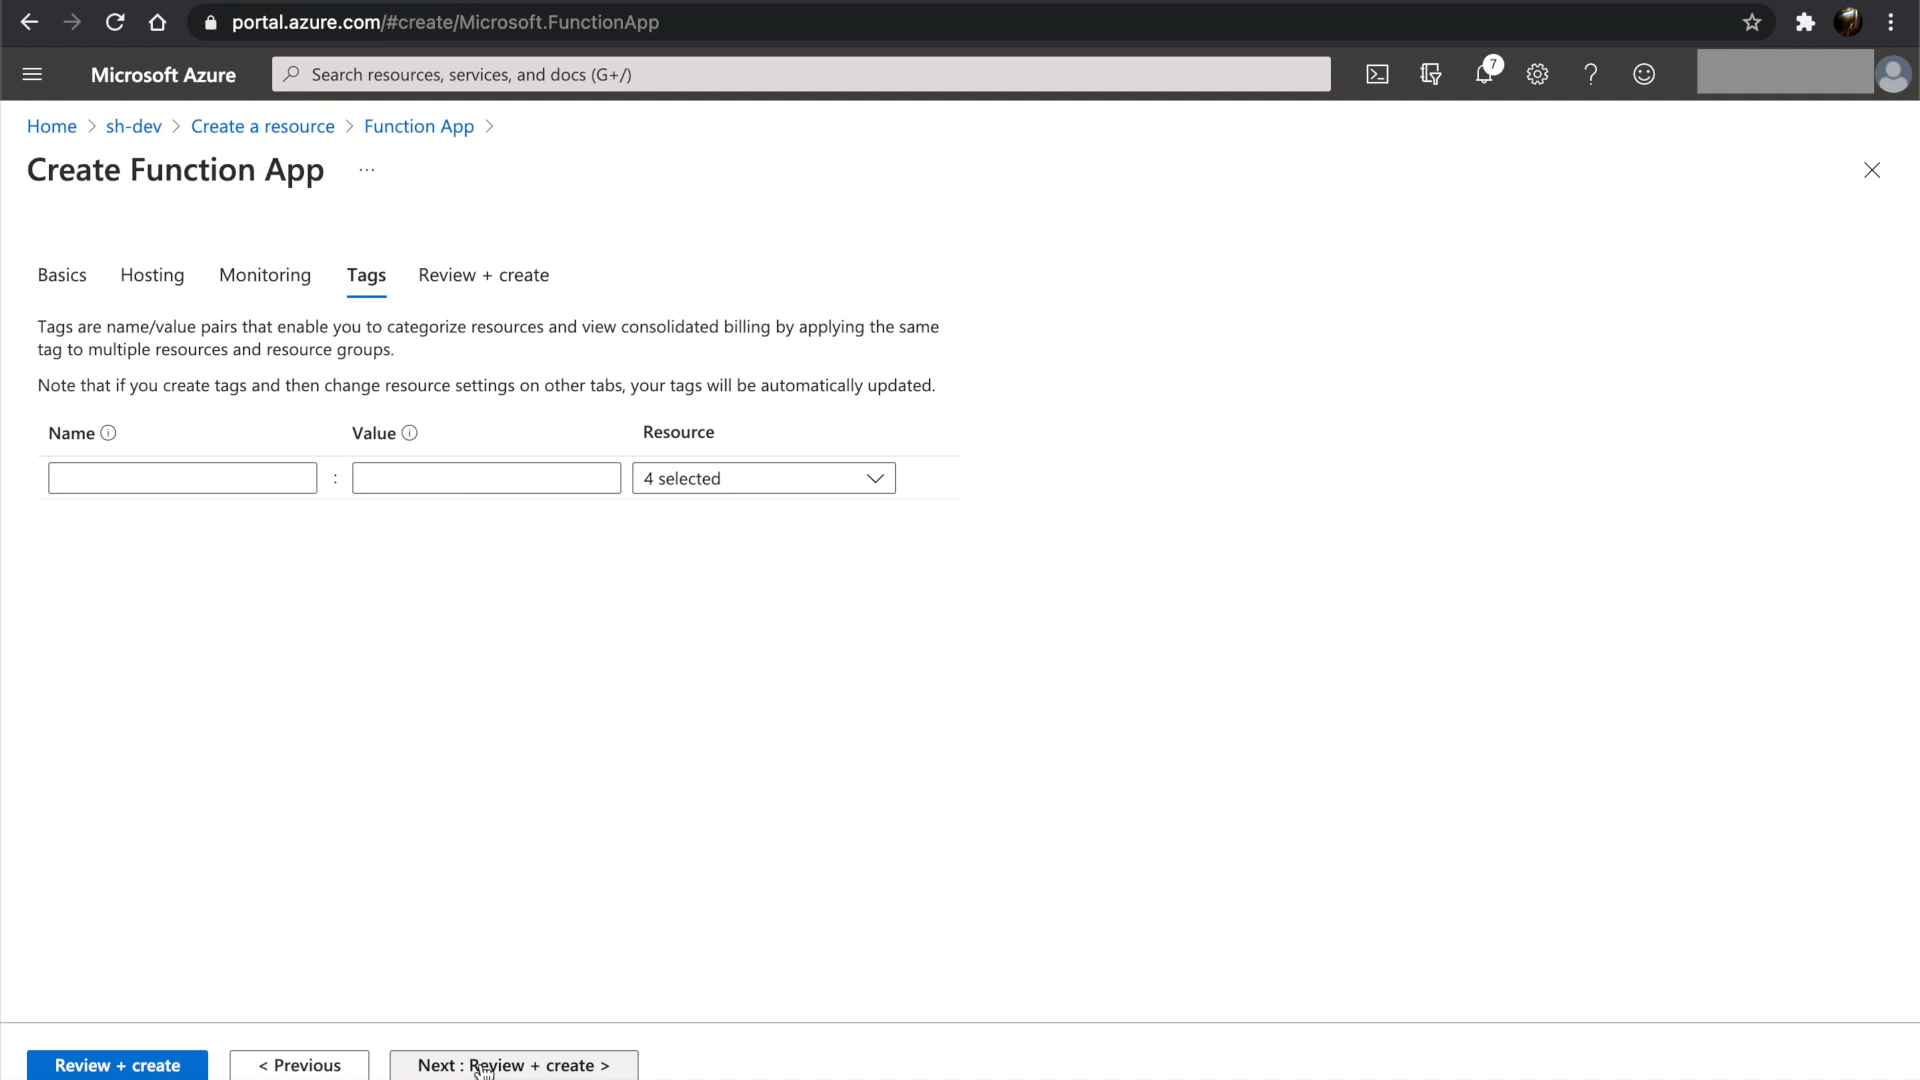 portal.azure.com/#create/Microsoft.FunctionApp
Microsoft Azure
Search resources, services, and docs (G+/)
7
Home > sh-dev > Create a resource > Function App >
Create Function App ...
Basics Hosting Monitoring Tags Review + create
Tags are name/value pairs that enable you to categorize resources and view consolidated billing by applying the same
tag to multiple resources and resource groups.
Note that if you create tags and then change resource settings on other tabs, your tags will be automatically updated.
Name Value Resource
: 4 selected
Review + create < Previous Next : Review + create >